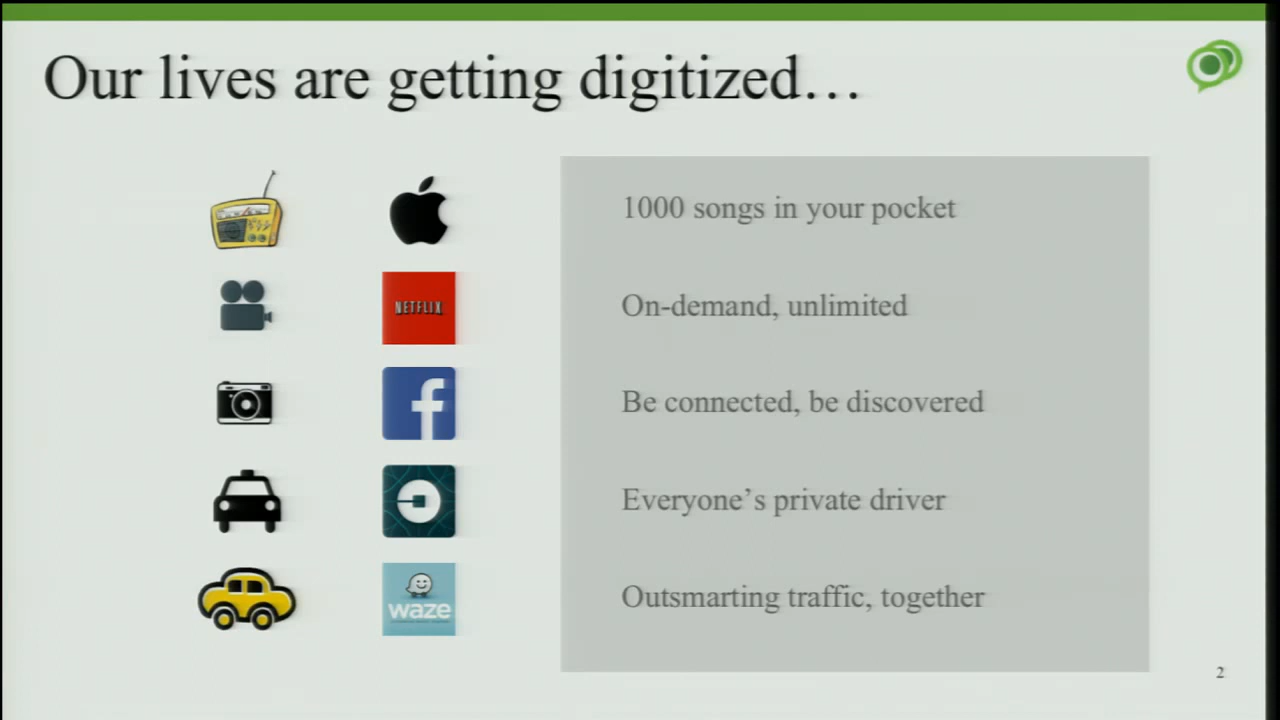 Our lives are getting digitized…
1000 songs in your pocket
NETFLIX
On-demand, unlimited
f
Be connected, be discovered
Everyone’s private driver
waze
Outsmarting traffic, together
2